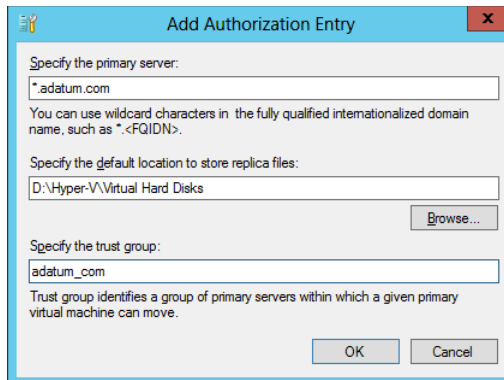 Add Authorization Entry
x
Specify the primary server:
*.adatum.com
You can use wildcard characters in the fully qualified internationalized domain
name, such as *.<FQIDN>.
Specify the default location to store replica files:
D:\Hyper-V\Virtual Hard Disks
Browse...
Specify the trust group:
adatum_com
Trust group identifies a group of primary servers within which a given primary
virtual machine can move.
OK Cancel